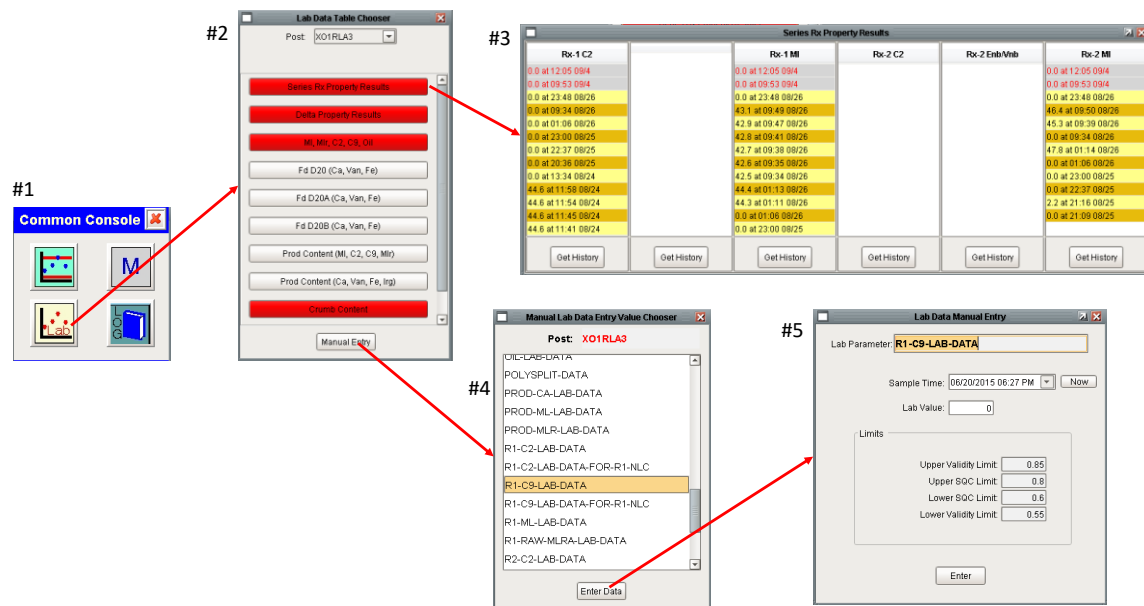 #1
Common Console
M
Lab
LOG
#2
Lab Data Table Chooser
Post: XO1RLA3
Series Rx Property Results
Delta Property Results
Ml, Mlr, C2, C9, Oil
Fd D20 (Ca, Van, Fe)
Fd D20A (Ca, Van, Fe)
Fd D20B (Ca, Van, Fe)
Prod Content (Ml, C2, C9, Mlr)
Prod Content (Ca, Van, Fe, Irg)
Crumb Content
Manual Entry
#3
Series Rx Property Results
Rx-1 C2
0.0 at 12:05 09/4
0.0 at 09:53 09/4
0.0 at 23:48 08/26
0.0 at 09:34 08/26
0.0 at 01:06 08/26
0.0 at 23:00 08/25
0.0 at 22:37 08/25
0.0 at 20:36 08/25
0.0 at 13:34 08/24
44.6 at 11:58 08/24
44.6 at 11:54 08/24
44.6 at 11:45 08/24
44.6 at 11:41 08/24
Get History
Get History
Rx-1 Ml
0.0 at 12:05 09/4
0.0 at 09:53 09/4
0.0 at 23:48 08/26
43.1 at 09:49 08/26
42.9 at 09:47 08/26
42.8 at 09:41 08/26
42.7 at 09:38 08/26
42.6 at 09:35 08/26
42.5 at 09:34 08/26
44.4 at 01:13 08/26
44.3 at 01:11 08/26
0.0 at 01:06 08/26
0.0 at 23:00 08/25
Get History
Rx-2 C2
Get History
Rx-2 Enb/Vnb
Get History
Rx-2 Ml
0.0 at 12:05 09/4
0.0 at 09:53 09/4
0.0 at 23:48 08/26
46.4 at 09:50 08/26
45.3 at 09:39 08/26
0.0 at 09:34 08/26
47.8 at 01:14 08/26
0.0 at 01:06 08/26
0.0 at 23:00 08/25
0.0 at 22:37 08/25
2.2 at 21:16 08/25
0.0 at 21:09 08/25
Get History
#4
Manual Lab Data Entry Value Chooser
Post: XO1RLA3
OIL-LAB-DATA
POLYSPLIT-DATA
PROD-CA-LAB-DATA
PROD-ML-LAB-DATA
PROD-MLR-LAB-DATA
R1-C2-LAB-DATA
R1-C2-LAB-DATA-FOR-R1-NLC
R1-C9-LAB-DATA
R1-C9-LAB-DATA-FOR-R1-NLC
R1-ML-LAB-DATA
R1-RAW-MLRA-LAB-DATA
R2-C2-LAB-DATA
Enter Data
#5
Lab Data Manual Entry
Lab Parameter: R1-C9-LAB-DATA
Sample Time: 06/20/2015 06:27 PM Now
Lab Value: 0
Limits
Upper Validity Limit: 0.85
Upper SQC Limit: 0.8
Lower SQC Limit: 0.6
Lower Validity Limit: 0.55
Enter